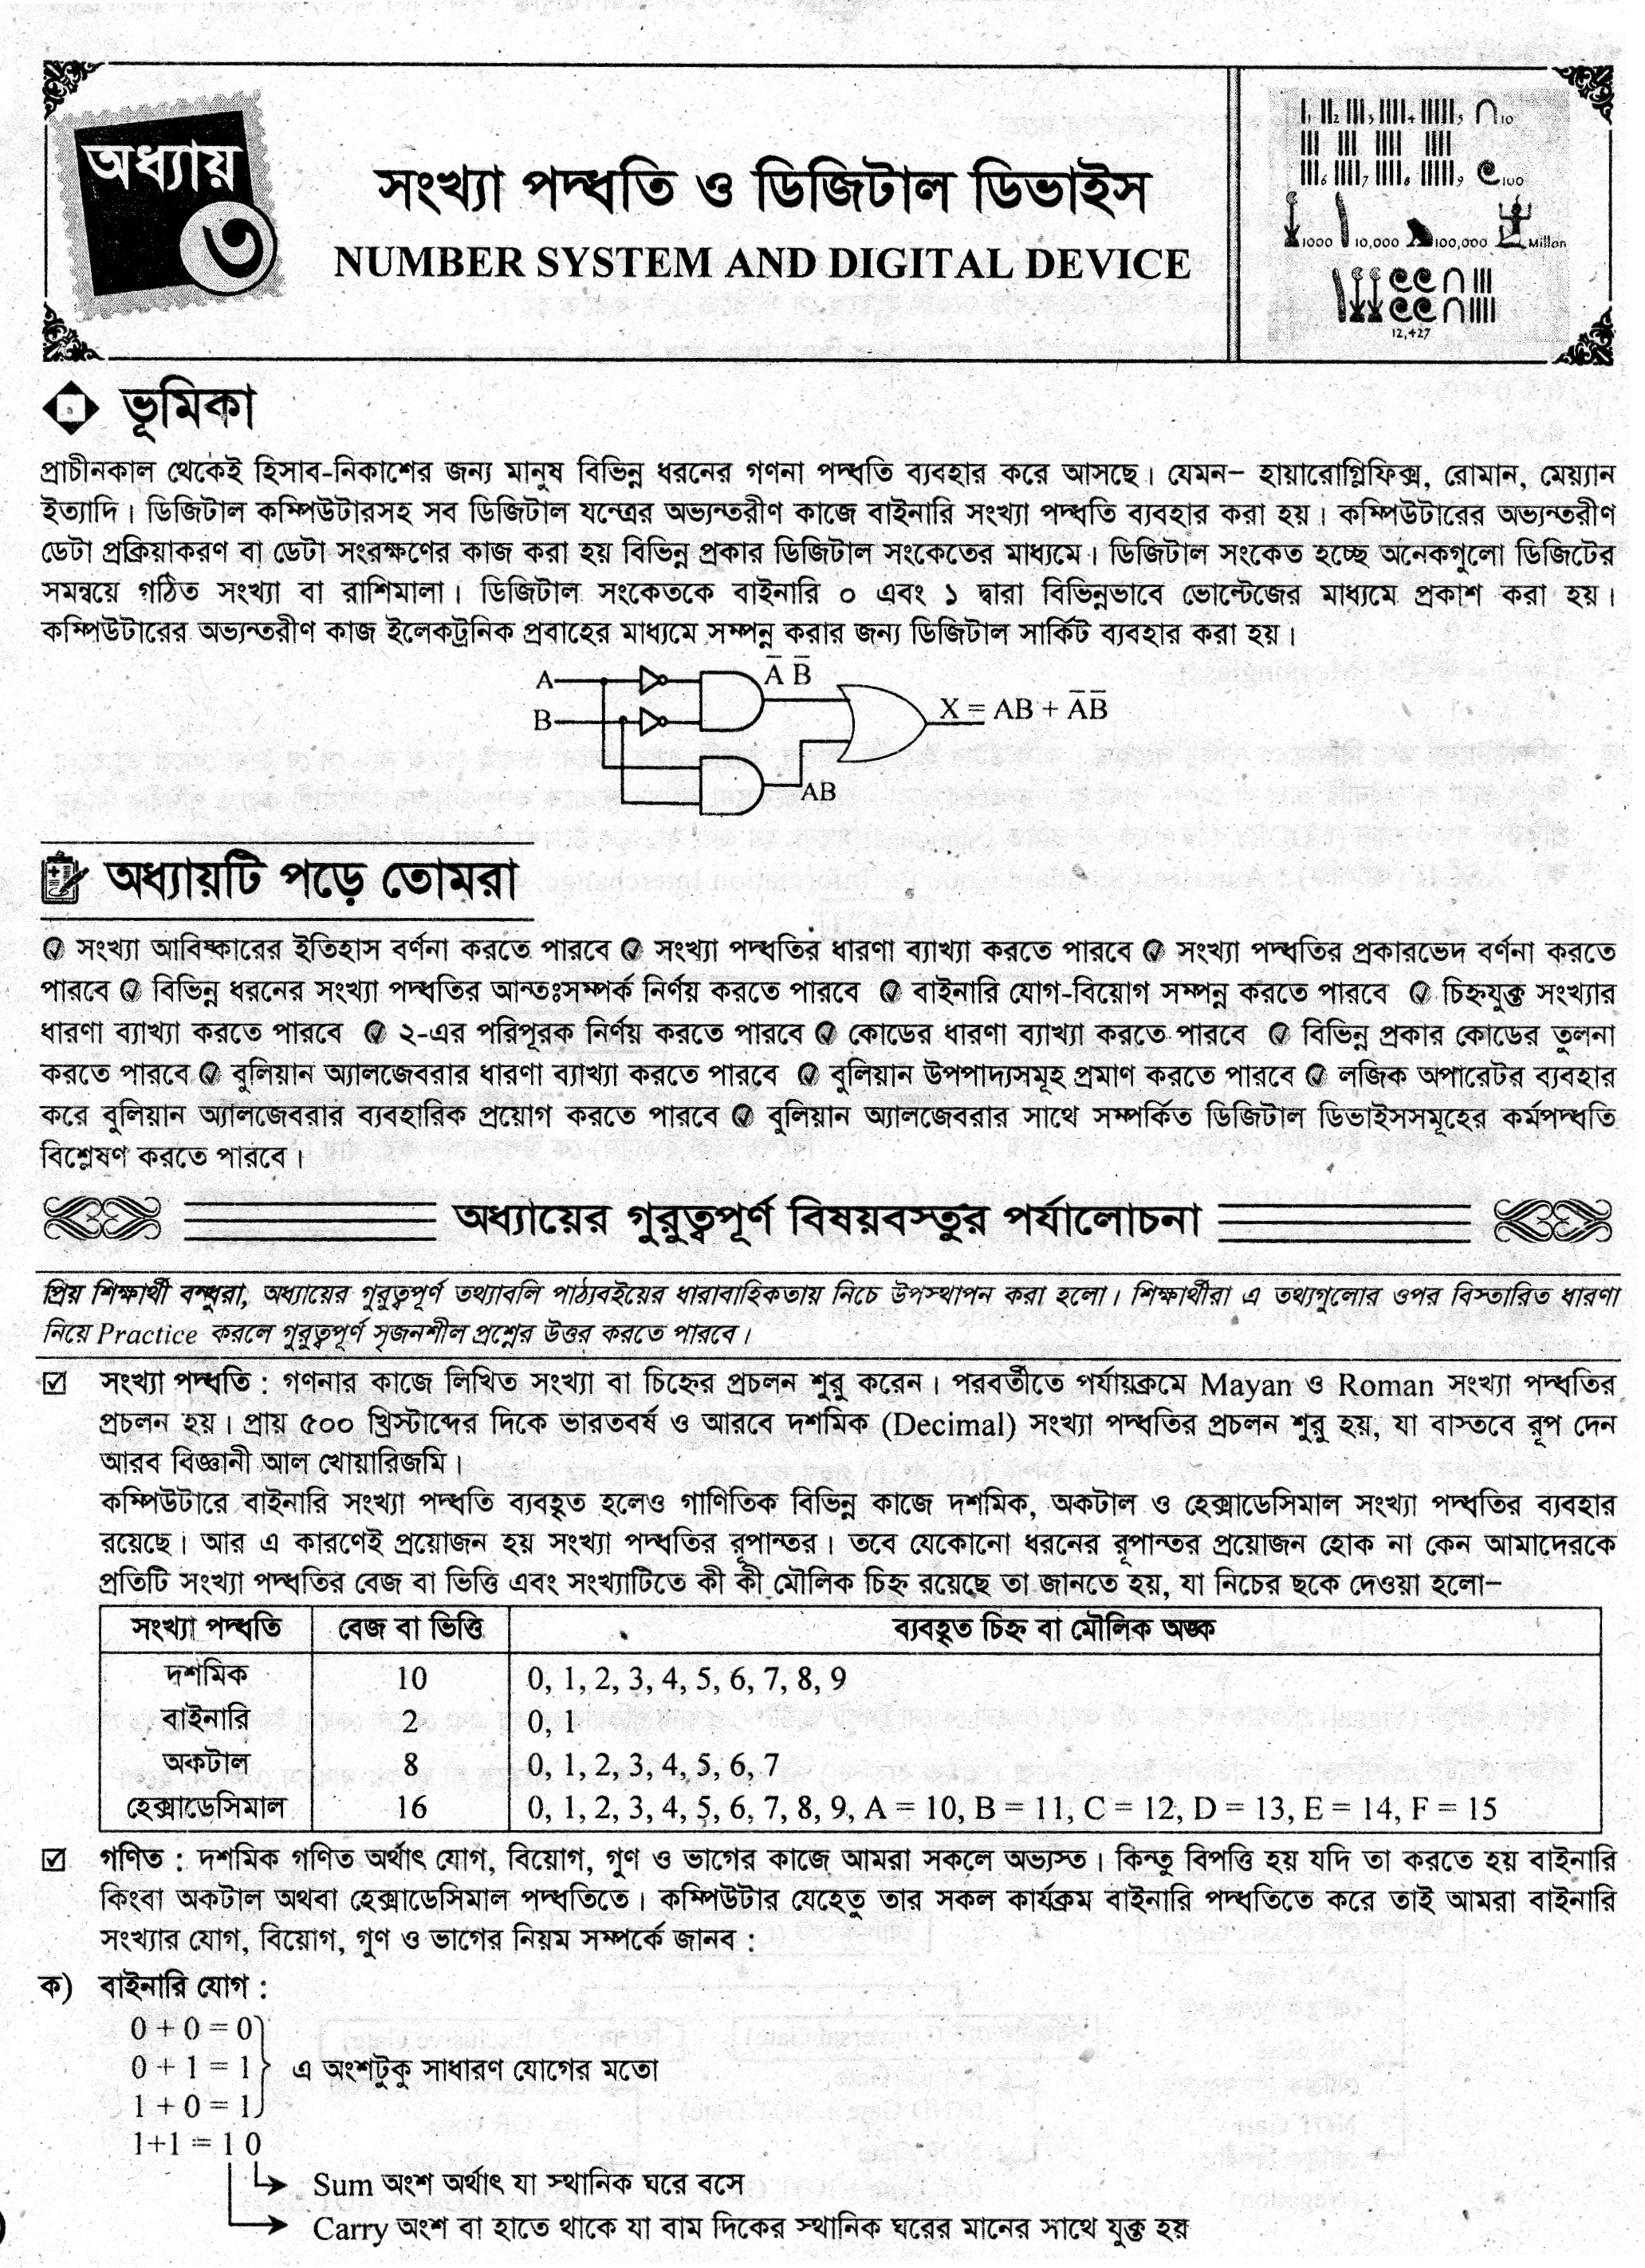 অধ্যায়
৩
সংখ্যা পদ্ধতি ও ডিজিটাল ডিভাইস
NUMBER SYSTEM AND DIGITAL DEVICE
1 2 3 4 5 10
6 7 8 9 100
1000 10,000 100,000 Millon
12,427
ভূমিকা
প্রাচীনকাল থেকেই হিসাব-নিকাশের জন্য মানুষ বিভিন্ন ধরনের গণনা পদ্ধতি ব্যবহার করে আসছে। যেমন– হায়ারোগ্লিফিক্স, রোমান, মেয়্যান
ইত্যাদি। ডিজিটাল কম্পিউটারসহ সব ডিজিটাল যন্ত্রের অভ্যন্তরীণ কাজে বাইনারি সংখ্যা পদ্ধতি ব্যবহার করা হয়। কম্পিউটারের অভ্যন্তরীণ
ডেটা প্রক্রিয়াকরণ বা ডেটা সংরক্ষণের কাজ করা হয় বিভিন্ন প্রকার ডিজিটাল সংকেতের মাধ্যমে। ডিজিটাল সংকেত হচ্ছে অনেকগুলো ডিজিটের
সমন্বয়ে গঠিত সংখ্যা বা রাশিমালা। ডিজিটাল সংকেতকে বাইনারি ০ এবং ১ দ্বারা বিভিন্নভাবে ভোল্টেজের মাধ্যমে প্রকাশ করা হয়।
কম্পিউটারের অভ্যন্তরীণ কাজ ইলেকট্রনিক প্রবাহের মাধ্যমে সম্পন্ন করার জন্য ডিজিটাল সার্কিট ব্যবহার করা হয়।
A
A̅ B̅
B
X = AB + A̅B̅
AB
অধ্যায়টি পড়ে তোমরা
সংখ্যা আবিষ্কারের ইতিহাস বর্ণনা করতে পারবে সংখ্যা পদ্ধতির ধারণা ব্যাখ্যা করতে পারবে সংখ্যা পদ্ধতির প্রকারভেদ বর্ণনা করতে
পারবে বিভিন্ন ধরনের সংখ্যা পদ্ধতির আন্তঃসম্পর্ক নির্ণয় করতে পারবে বাইনারি যোগ-বিয়োগ সম্পন্ন করতে পারবে চিহ্নযুক্ত সংখ্যার
ধারণা ব্যাখ্যা করতে পারবে ২-এর পরিপূরক নির্ণয় করতে পারবে কোডের ধারণা ব্যাখ্যা করতে পারবে বিভিন্ন প্রকার কোডের তুলনা
করতে পারবে বুলিয়ান অ্যালজেবরার ধারণা ব্যাখ্যা করতে পারবে বুলিয়ান উপপাদ্যসমূহ প্রমাণ করতে পারবে লজিক অপারেটর ব্যবহার
করে বুলিয়ান অ্যালজেবরার ব্যবহারিক প্রয়োগ করতে পারবে বুলিয়ান অ্যালজেবরার সাথে সম্পর্কিত ডিজিটাল ডিভাইসসমূহের কর্মপদ্ধতি
বিশ্লেষণ করতে পারবে।
অধ্যায়ের গুরুত্বপূর্ণ বিষয়বস্তুর পর্যালোচনা
প্রিয় শিক্ষার্থী বন্ধুরা, অধ্যায়ের গুরুত্বপূর্ণ তথ্যাবলি পাঠ্যবইয়ের ধারাবাহিকতায় নিচে উপস্থাপন করা হলো। শিক্ষার্থীরা এ তথ্যগুলোর ওপর বিস্তারিত ধারণা
নিয়ে Practice করলে গুরুত্বপূর্ণ সৃজনশীল প্রশ্নের উত্তর করতে পারবে।
সংখ্যা পদ্ধতি : গণনার কাজে লিখিত সংখ্যা বা চিহ্নের প্রচলন শুরু করেন। পরবর্তীতে পর্যায়ক্রমে Mayan ও Roman সংখ্যা পদ্ধতির
প্রচলন হয়। প্রায় ৫০০ খ্রিস্টাব্দের দিকে ভারতবর্ষ ও আরবে দশমিক (Decimal) সংখ্যা পদ্ধতির প্রচলন শুরু হয়, যা বাস্তবে রূপ দেন
আরব বিজ্ঞানী আল খোয়ারিজমি।
কম্পিউটারে বাইনারি সংখ্যা পদ্ধতি ব্যবহৃত হলেও গাণিতিক বিভিন্ন কাজে দশমিক, অকটাল ও হেক্সাডেসিমাল সংখ্যা পদ্ধতির ব্যবহার
রয়েছে। আর এ কারণেই প্রয়োজন হয় সংখ্যা পদ্ধতির রূপান্তর। তবে যেকোনো ধরনের রূপান্তর প্রয়োজন হোক না কেন আমাদেরকে
প্রতিটি সংখ্যা পদ্ধতির বেজ বা ভিত্তি এবং সংখ্যাটিতে কী কী মৌলিক চিহ্ন রয়েছে তা জানতে হয়, যা নিচের ছকে দেওয়া হলো–
সংখ্যা পদ্ধতি বেজ বা ভিত্তি ব্যবহৃত চিহ্ন বা মৌলিক অঙ্ক
দশমিক 10 0, 1, 2, 3, 4, 5, 6, 7, 8, 9
বাইনারি 2 0, 1
অকটাল 8 0, 1, 2, 3, 4, 5, 6, 7
হেক্সাডেসিমাল 16 0, 1, 2, 3, 4, 5, 6, 7, 8, 9, A = 10, B = 11, C = 12, D = 13, E = 14, F = 15
গণিত : দশমিক গণিত অর্থাৎ যোগ, বিয়োগ, গুণ ও ভাগের কাজে আমরা সকলে অভ্যস্ত। কিন্তু বিপত্তি হয় যদি তা করতে হয় বাইনারি
কিংবা অকটাল অথবা হেক্সাডেসিমাল পদ্ধতিতে। কম্পিউটার যেহেতু তার সকল কার্যক্রম বাইনারি পদ্ধতিতে করে তাই আমরা বাইনারি
সংখ্যার যোগ, বিয়োগ, গুণ ও ভাগের নিয়ম সম্পর্কে জানব :
ক) বাইনারি যোগ :
0 + 0 = 0
0 + 1 = 1 এ অংশটুকু সাধারণ যোগের মতো
1 + 0 = 1
1+1 = 1 0
Sum অংশ অর্থাৎ যা স্থানিক ঘরে বসে
Carry অংশ বা হাতে থাকে যা বাম দিকের স্থানিক ঘরের মানের সাথে যুক্ত হয়